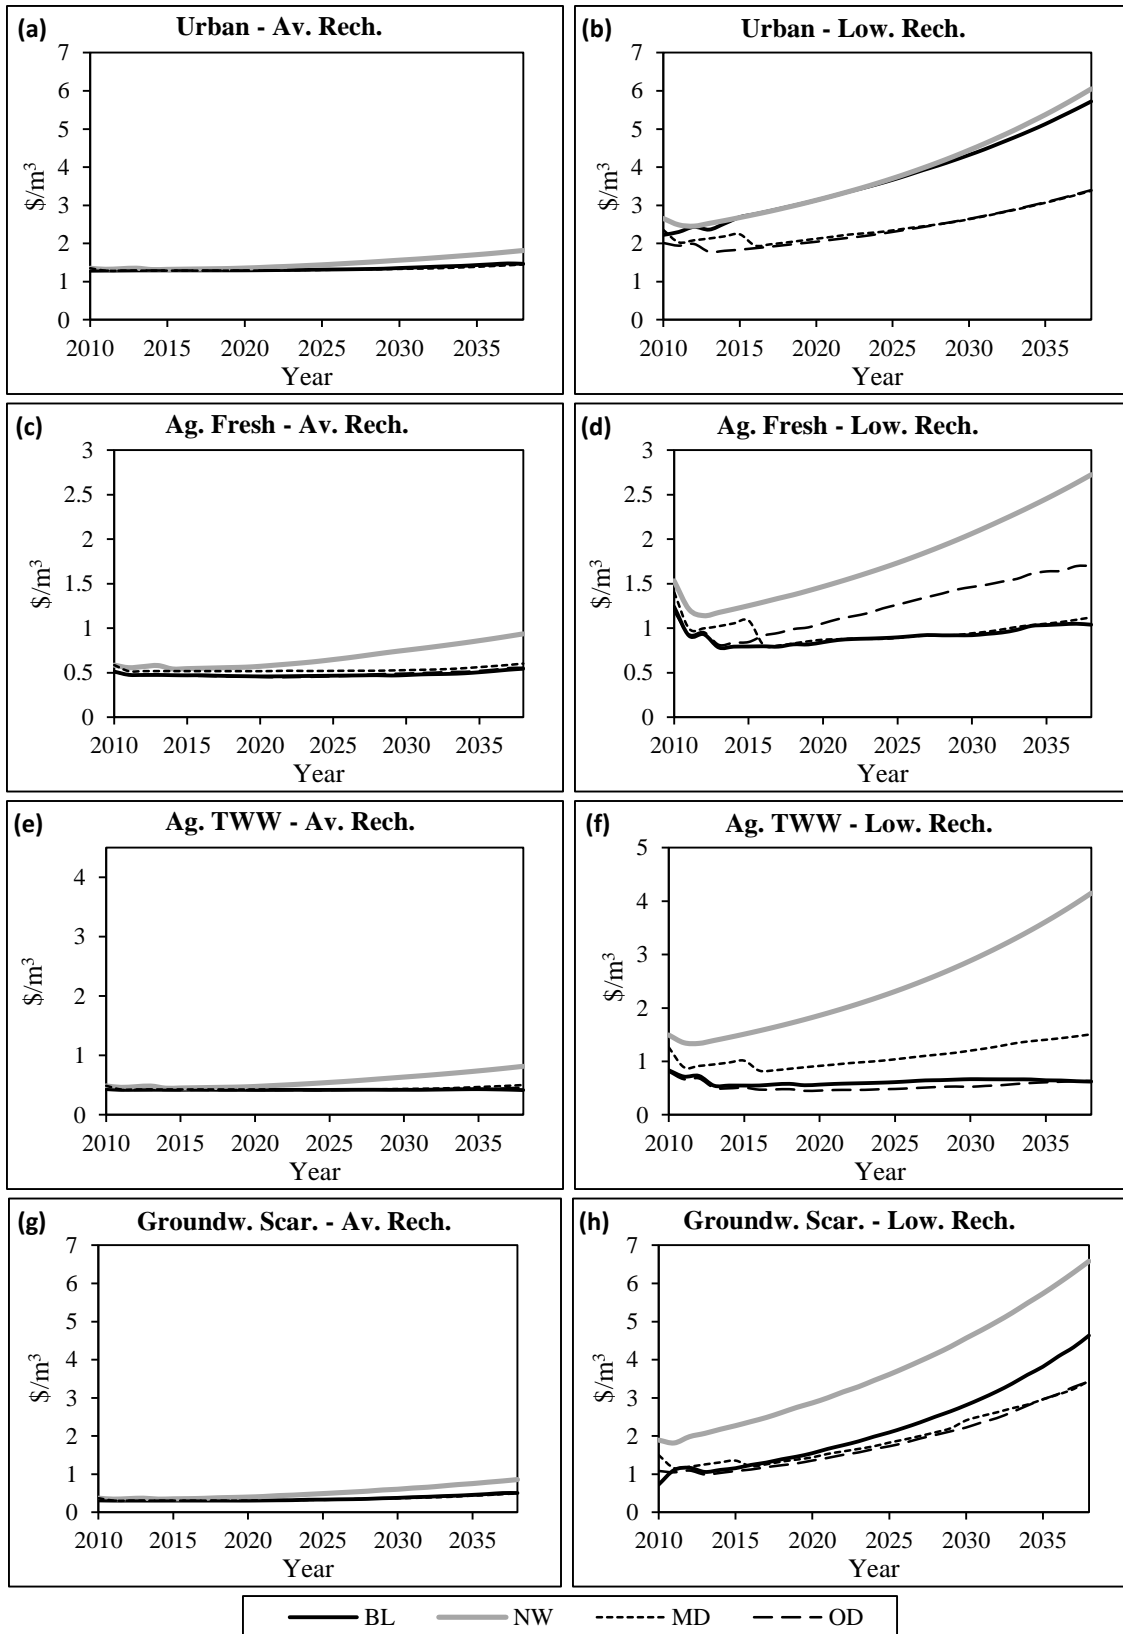 (a) Urban - Av. Rech.
7
6
5
4
3
2
1
0
$/m³
2010 2015 2020 2025 2030 2035
Year
(b) Urban - Low. Rech.
7
6
5
4
3
2
1
0
$/m³
2010 2015 2020 2025 2030 2035
Year
(c) Ag. Fresh - Av. Rech.
3
2.5
2
1.5
1
0.5
0
$/m³
2010 2015 2020 2025 2030 2035
Year
(d) Ag. Fresh - Low. Rech.
3
2.5
2
1.5
1
0.5
0
$/m³
2010 2015 2020 2025 2030 2035
Year
(e) Ag. TWW - Av. Rech.
4
3
2
1
0
$/m³
2010 2015 2020 2025 2030 2035
Year
(f) Ag. TWW - Low. Rech.
5
4
3
2
1
0
$/m³
2010 2015 2020 2025 2030 2035
Year
(g) Groundw. Scar. - Av. Rech.
7
6
5
4
3
2
1
0
$/m³
2010 2015 2020 2025 2030 2035
Year
(h) Groundw. Scar. - Low. Rech.
7
6
5
4
3
2
1
0
$/m³
2010 2015 2020 2025 2030 2035
Year
BL NW MD OD